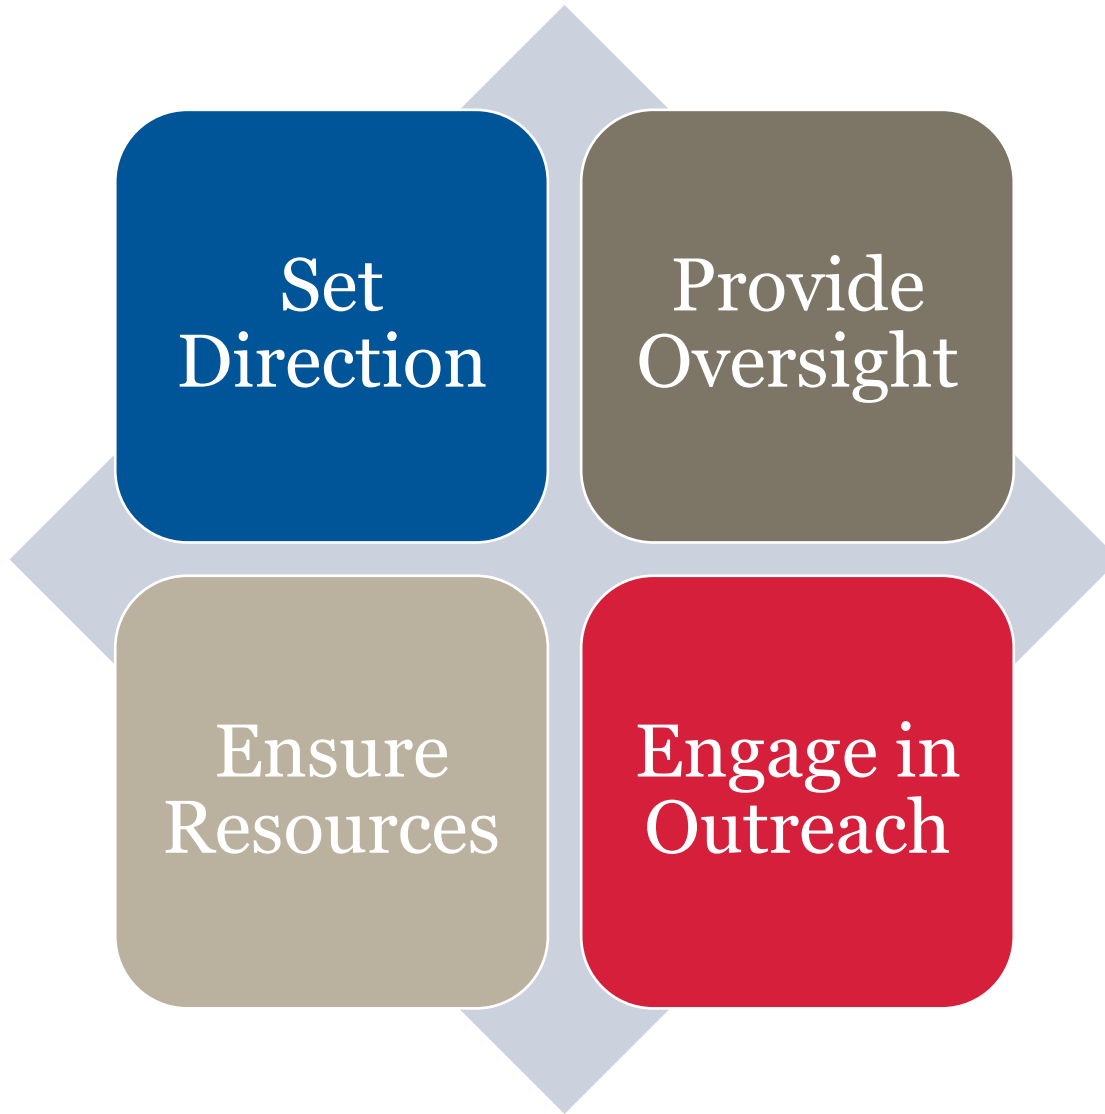 Set
Direction
Provide
Oversight
Ensure
Resources
Engage in
Outreach